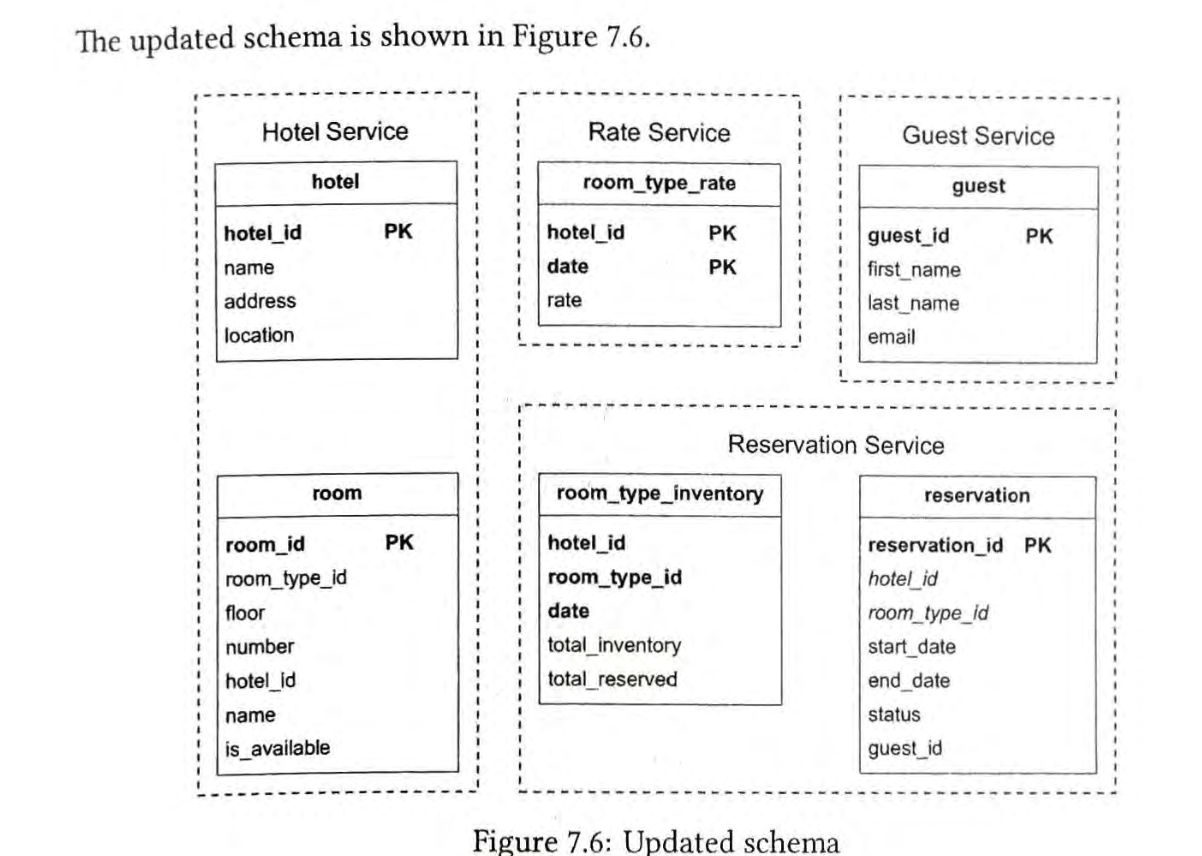 The updated schema is shown in Figure 7.6.
Hotel Service
hotel
hotel_id PK
name
address
location
room
room_id PK
room_type_id
floor
number
hotel_id
name
is_available
Rate Service
room_type_rate
hotel_id PK
date PK
rate
Guest Service
guest
guest_id PK
first_name
last_name
email
Reservation Service
room_type_inventory
hotel_id
room_type_id
date
total_inventory
total_reserved
reservation
reservation_id PK
hotel_id
room_type_id
start_date
end_date
status
guest_id
Figure 7.6: Updated schema